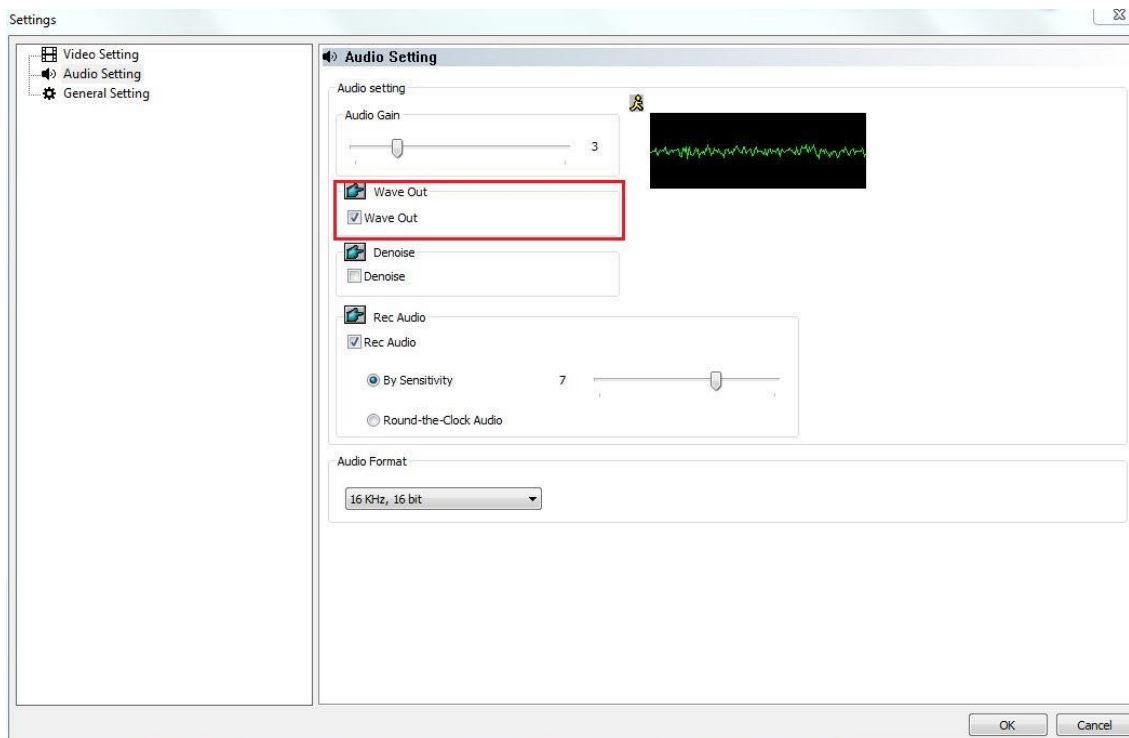 Settings
Video Setting
Audio Setting
General Setting
Audio Setting
Audio setting
Audio Gain
3
Wave Out
Wave Out
Denoise
Denoise
Rec Audio
Rec Audio
By Sensitivity 7
Round-the-Clock Audio
Audio Format
16 KHz, 16 bit
OK Cancel